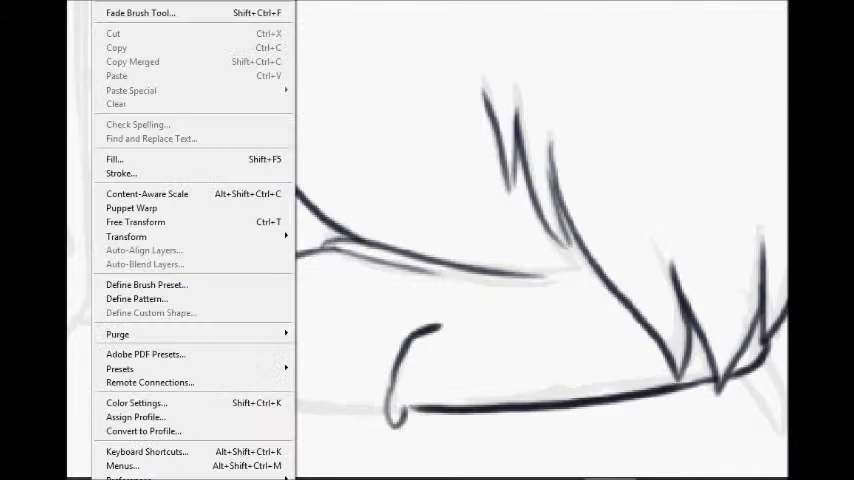 Fade Brush Tool... Shift+Ctrl+F
Cut Ctrl+X
Copy Ctrl+C
Copy Merged Shift+Ctrl+C
Paste Ctrl+V
Paste Special
Clear
Check Spelling...
Find and Replace Text...
Fill... Shift+F5
Stroke...
Content-Aware Scale Alt+Shift+Ctrl+C
Puppet Warp
Free Transform Ctrl+T
Transform
Auto-Align Layers...
Auto-Blend Layers...
Define Brush Preset...
Define Pattern...
Define Custom Shape...
Purge
Adobe PDF Presets...
Presets
Remote Connections...
Color Settings... Shift+Ctrl+K
Assign Profile...
Convert to Profile...
Keyboard Shortcuts... Alt+Shift+Ctrl+K
Menus... Alt+Shift+Ctrl+M